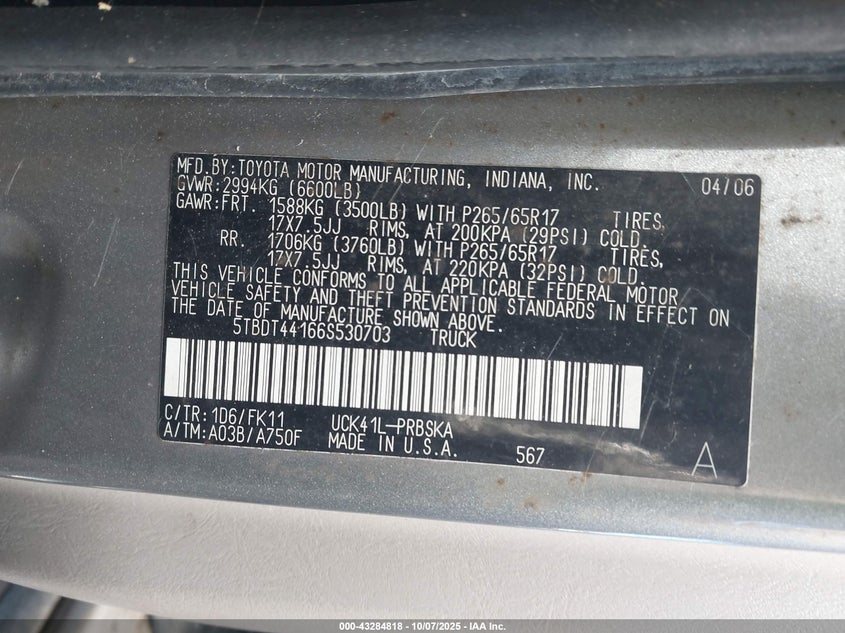 MFD.BY:TOYOTA MOTOR MANUFACTURING, INDIANA, INC. 04/06
GVWR:2994KG (6600LB)
GAWR:FRT. 1588KG (3500LB) WITH P265/65R17 TIRES,
17X7.5JJ RIMS, AT 200KPA (29PSI) COLD.
RR. 1706KG (3760LB) WITH P265/65R17 TIRES,
17X7.5JJ RIMS, AT 220KPA (32PSI) COLD.
THIS VEHICLE CONFORMS TO ALL APPLICABLE FEDERAL MOTOR
VEHICLE SAFETY AND THEFT PREVENTION STANDARDS IN EFFECT ON
THE DATE OF MANUFACTURE SHOWN ABOVE.
5TBDT44166S530703 TRUCK
C/TR:1D6/FK11 UCK41L-PRBSKA
A/TM:A03B/A750F MADE IN U.S.A. 567 A
000-43284818 - 10/07/2025 - IAA Inc.